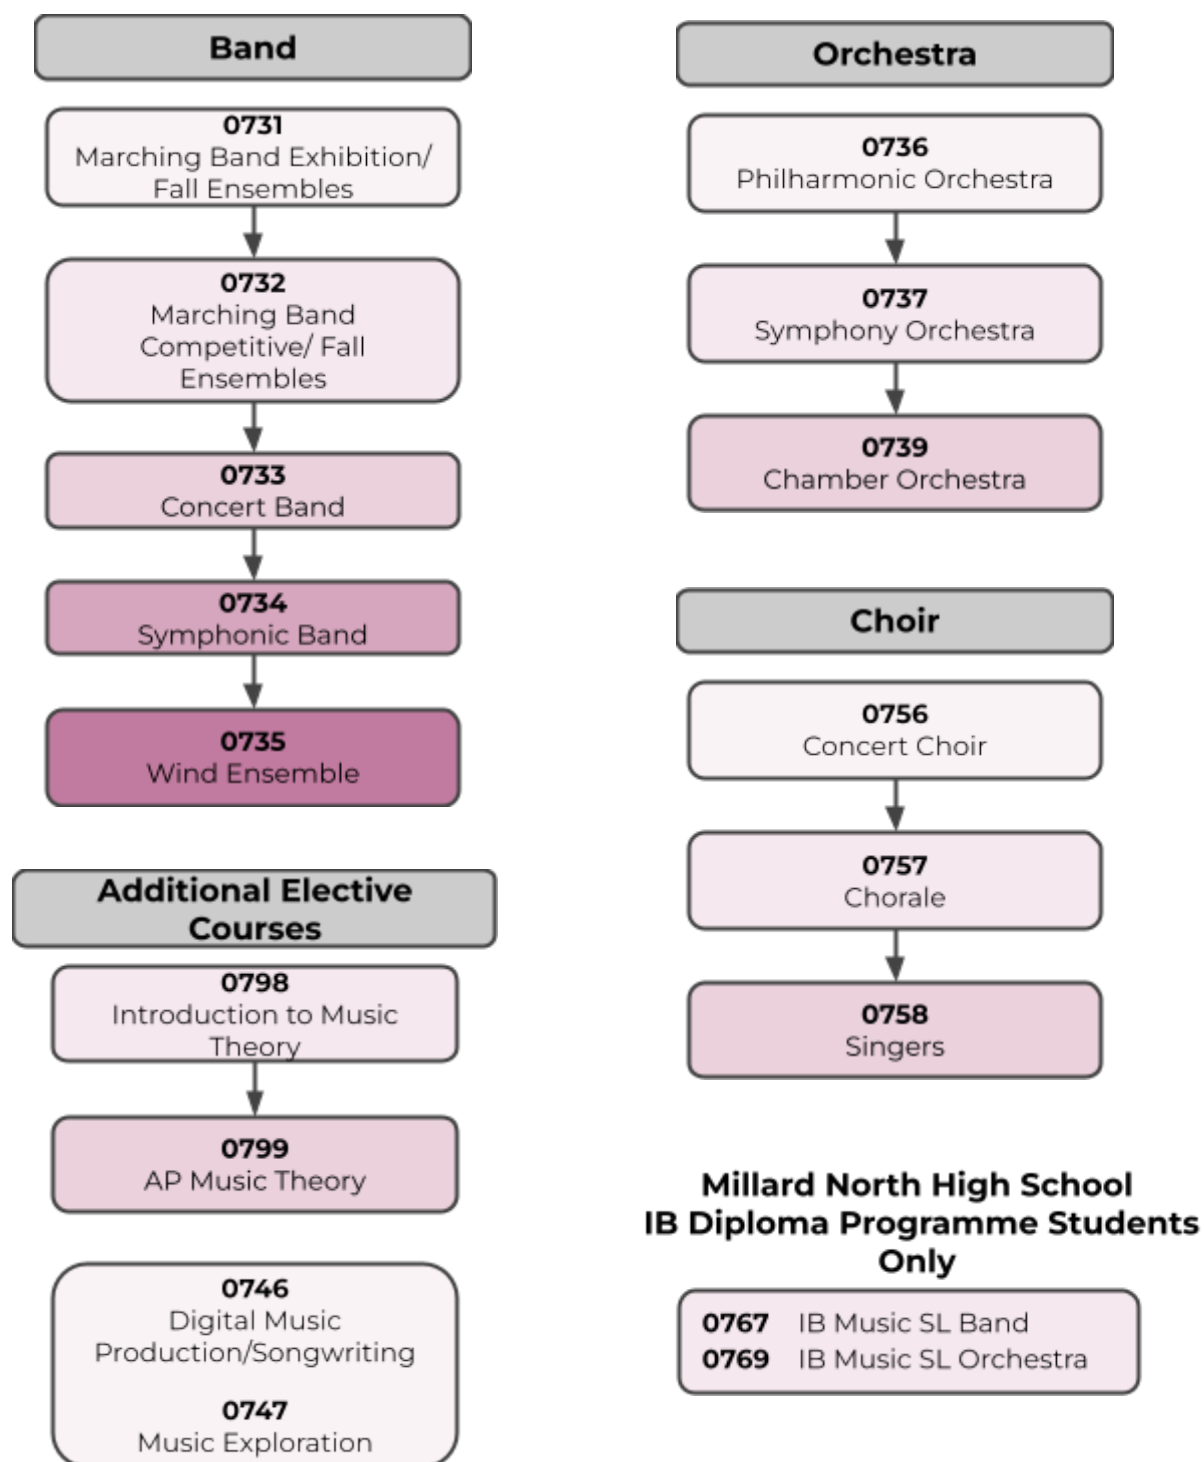 Band
0731
Marching Band Exhibition/
Fall Ensembles
0732
Marching Band
Competitive/ Fall
Ensembles
0733
Concert Band
0734
Symphonic Band
0735
Wind Ensemble
Additional Elective
Courses
0798
Introduction to Music
Theory
0799
AP Music Theory
0746
Digital Music
Production/Songwriting
0747
Music Exploration
Orchestra
0736
Philharmonic Orchestra
0737
Symphony Orchestra
0739
Chamber Orchestra
Choir
0756
Concert Choir
0757
Chorale
0758
Singers
Millard North High School
IB Diploma Programme Students
Only
0767 IB Music SL Band
0769 IB Music SL Orchestra